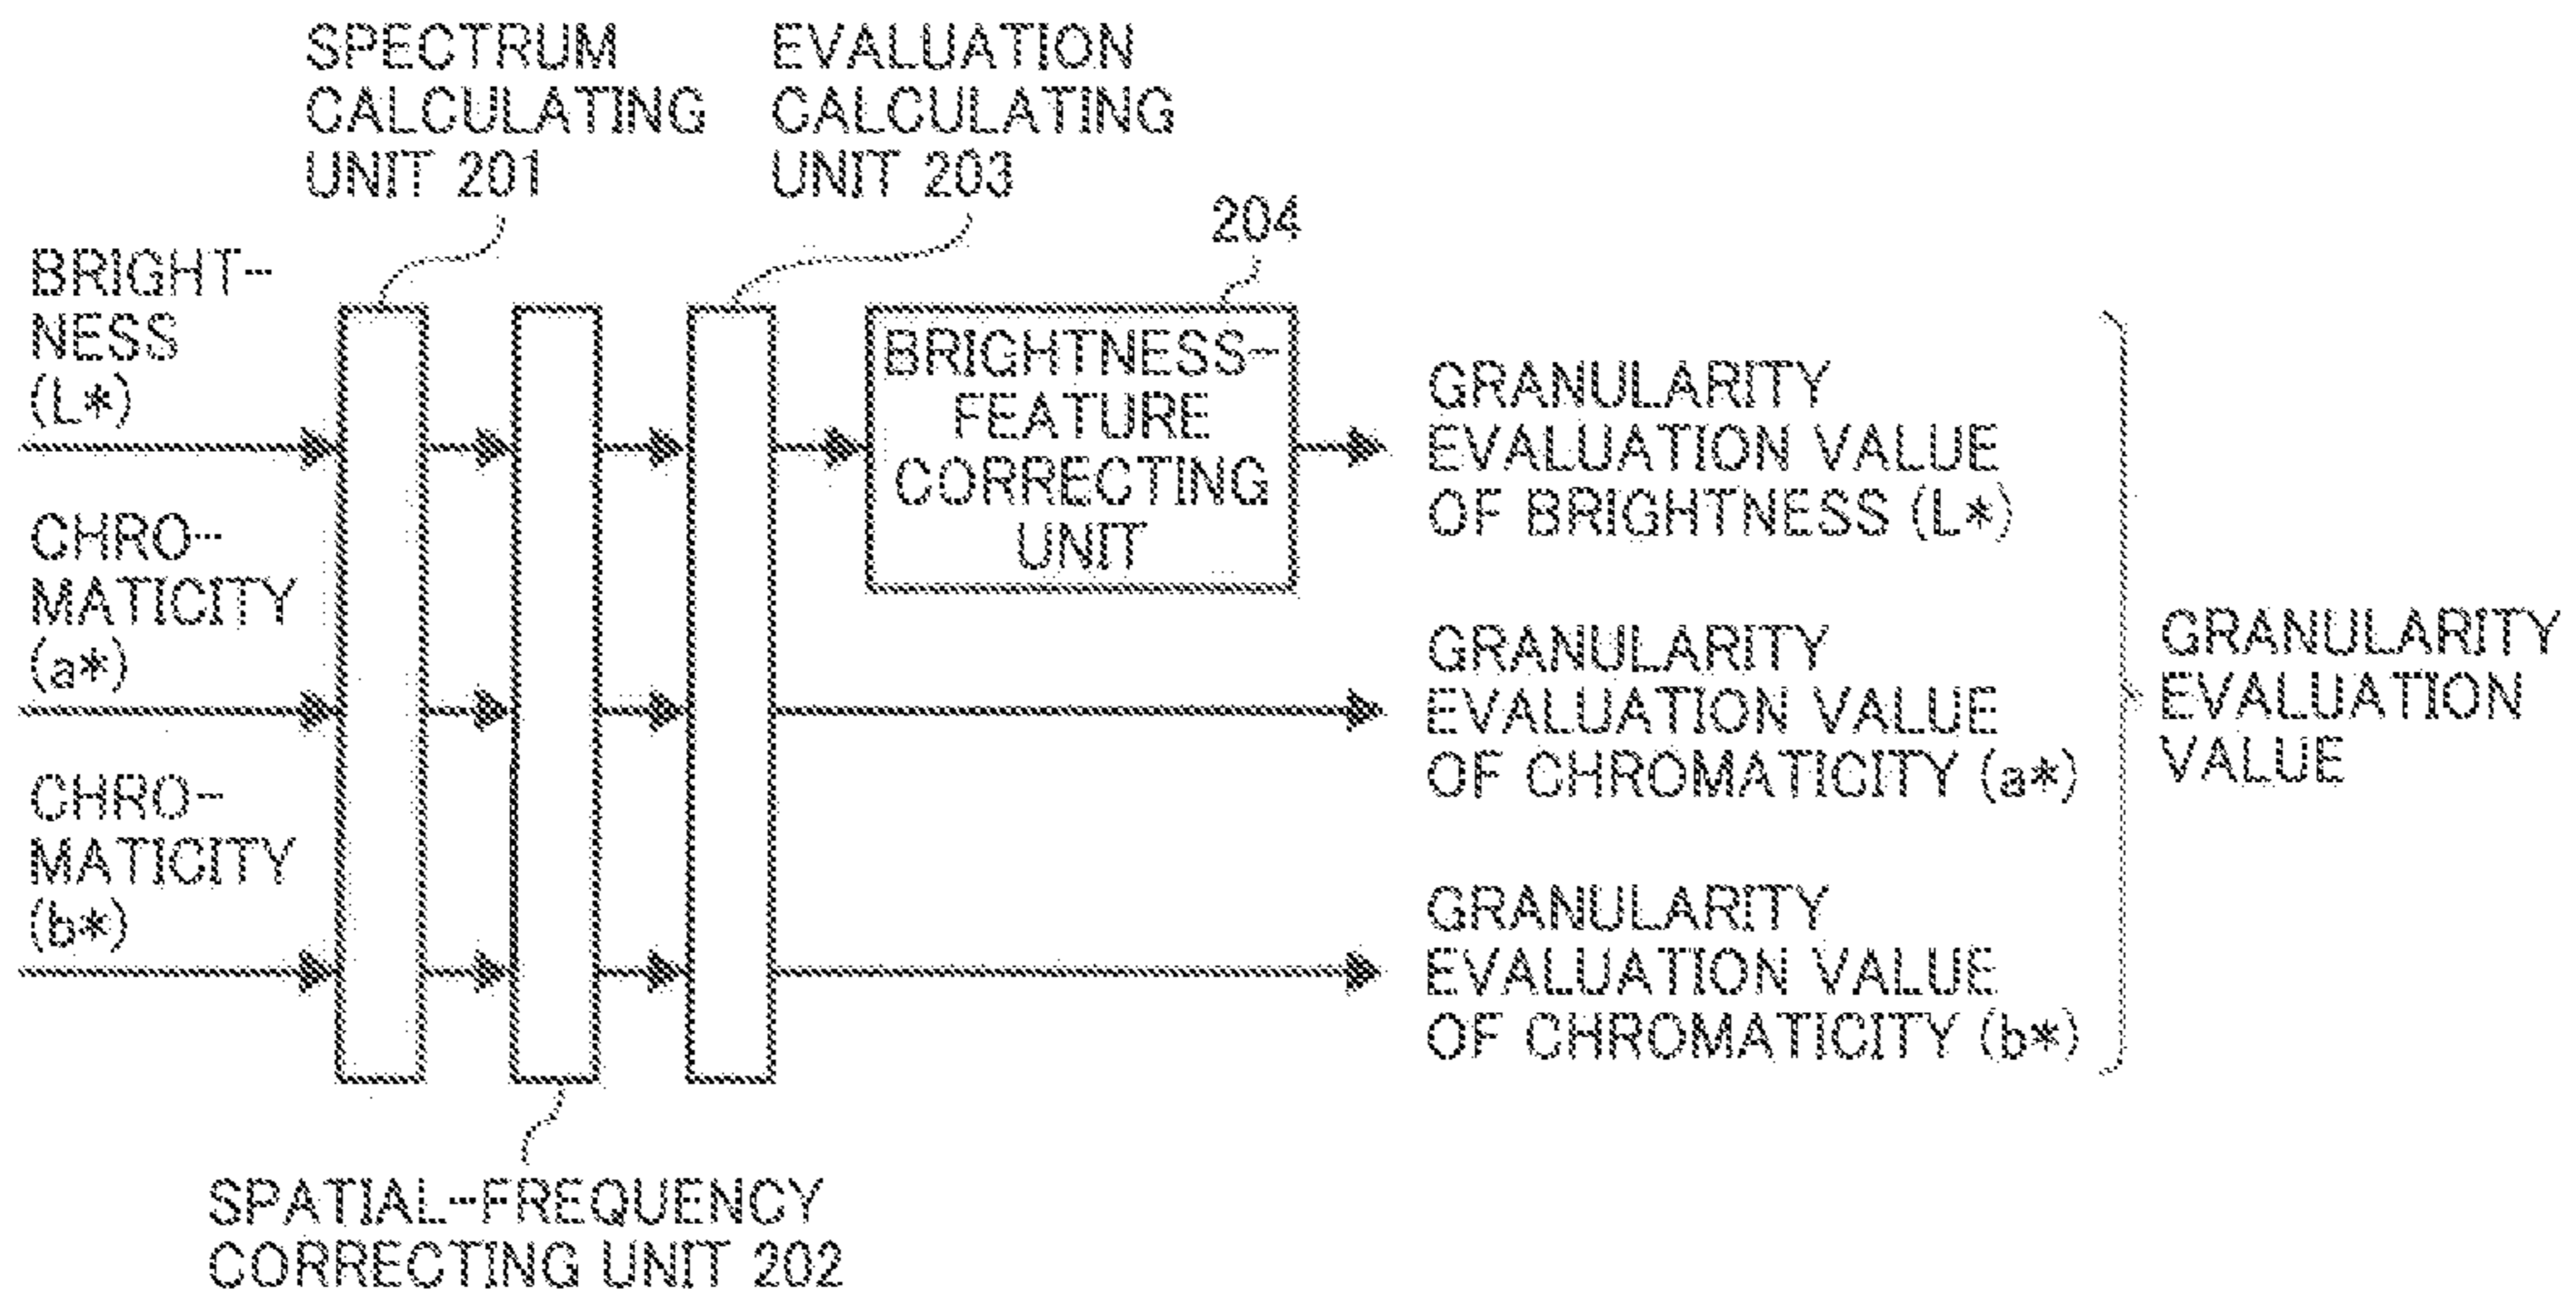 SPECTRUM
CALCULATING
UNIT 201
EVALUATION
CALCULATING
UNIT 203
204
BRIGHT-
NESS
(L*)
CHRO-
MATICITY
(a*)
CHRO-
MATICITY
(b*)
BRIGHTNESS-
FEATURE
CORRECTING
UNIT
GRANULARITY
EVALUATION VALUE
OF BRIGHTNESS (L*)
GRANULARITY
EVALUATION VALUE
OF CHROMATICITY (a*)
GRANULARITY
EVALUATION VALUE
OF CHROMATICITY (b*)
GRANULARITY
EVALUATION
VALUE
SPATIAL-FREQUENCY
CORRECTING UNIT 202